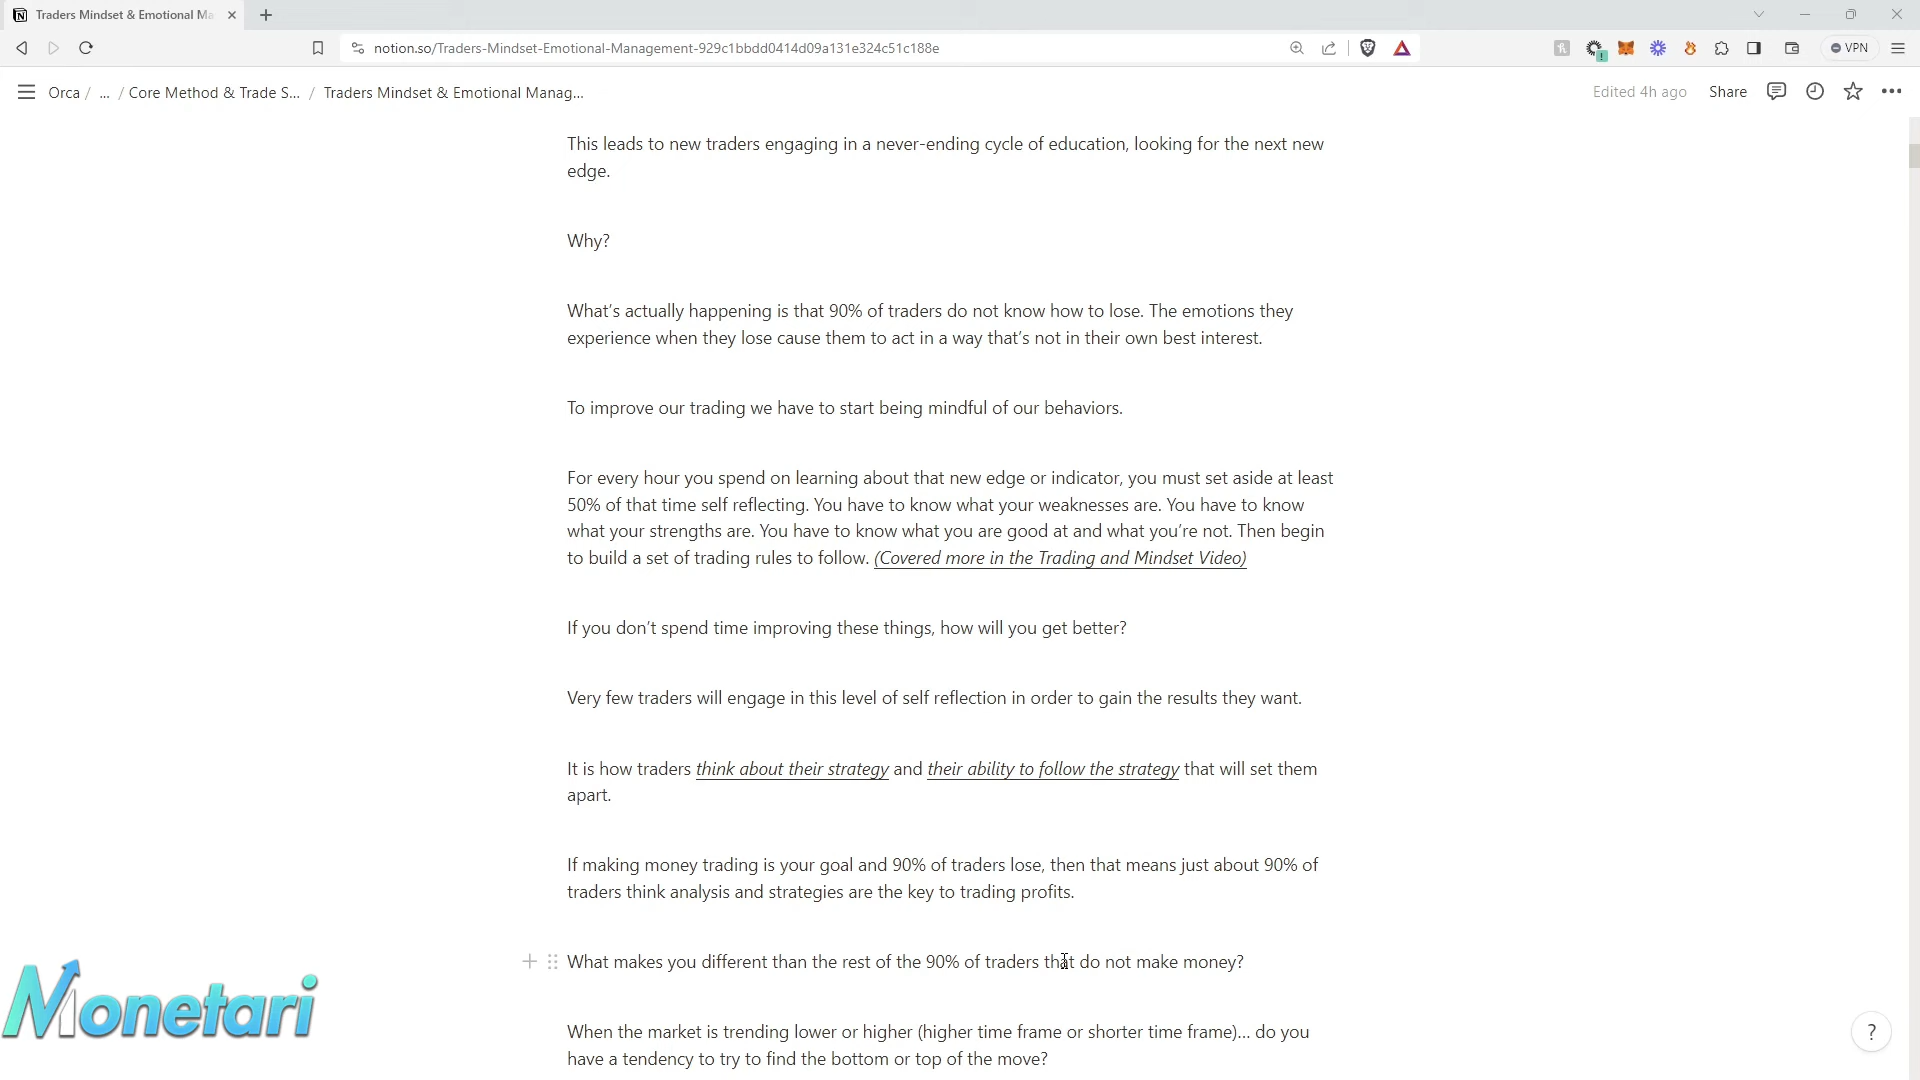 Traders Mindset & Emotional Ma
notion.so/Traders-Mindset-Emotional-Management-929c1bbdd0414d09a131e324c51c188e
VPN
Orca / ... / Core Method & Trade S... / Traders Mindset & Emotional Manag...
Edited 4h ago Share
This leads to new traders engaging in a never-ending cycle of education, looking for the next new
edge.
Why?
What's actually happening is that 90% of traders do not know how to lose. The emotions they
experience when they lose cause them to act in a way that's not in their own best interest.
To improve our trading we have to start being mindful of our behaviors.
For every hour you spend on learning about that new edge or indicator, you must set aside at least
50% of that time self reflecting. You have to know what your weaknesses are. You have to know
what your strengths are. You have to know what you are good at and what you're not. Then begin
to build a set of trading rules to follow. (Covered more in the Trading and Mindset Video)
If you don't spend time improving these things, how will you get better?
Very few traders will engage in this level of self reflection in order to gain the results they want.
It is how traders think about their strategy and their ability to follow the strategy that will set them
apart.
If making money trading is your goal and 90% of traders lose, then that means just about 90% of
traders think analysis and strategies are the key to trading profits.
What makes you different than the rest of the 90% of traders that do not make money?
Monetari
When the market is trending lower or higher (higher time frame or shorter time frame)... do you
have a tendency to try to find the bottom or top of the move?
?